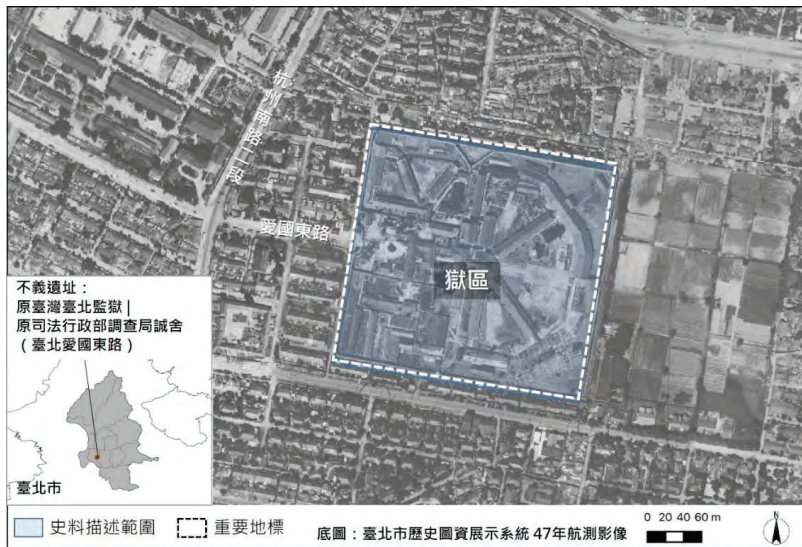 杭州南路一段
愛國東路
獄區
不義遺址：
原臺灣臺北監獄|
原司法行政部調查局誠舍
（臺北愛國東路）
臺北市
史料描述範圍
重要地標
底圖：臺北市歷史圖資展示系統 47年航測影像
0 20 40 60 m
N